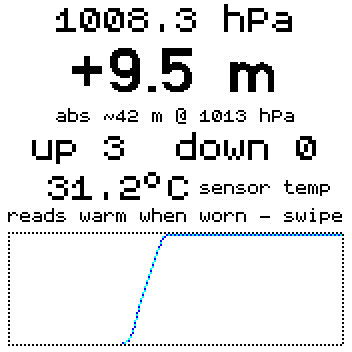 1008.3 hPa
+9.5 m
abs ~42 m @ 1013 hPa
up 3 down 0
31.2°C sensor temp
reads warm when worn - swipe